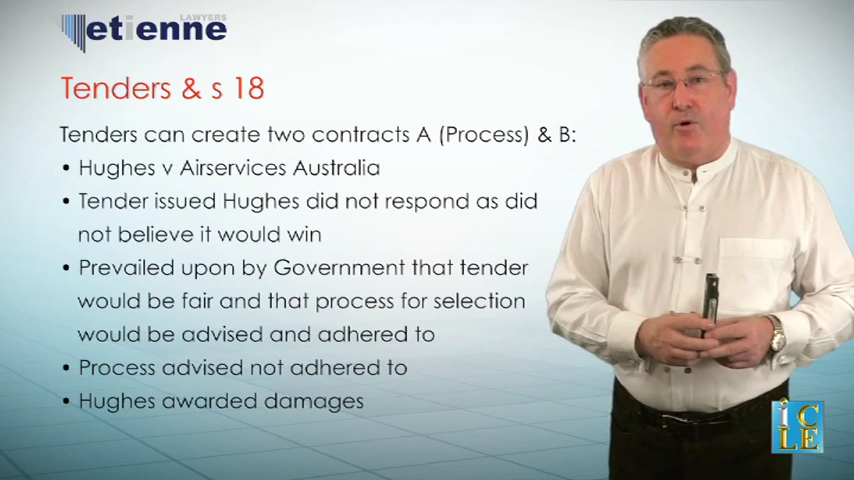 LAWYERS
etienne
Tenders & s 18
Tenders can create two contracts A (Process) & B:
• Hughes v Airservices Australia
• Tender issued Hughes did not respond as did
not believe it would win
• Prevailed upon by Government that tender
would be fair and that process for selection
would be advised and adhered to
• Process advised not adhered to
• Hughes awarded damages
i C
L E